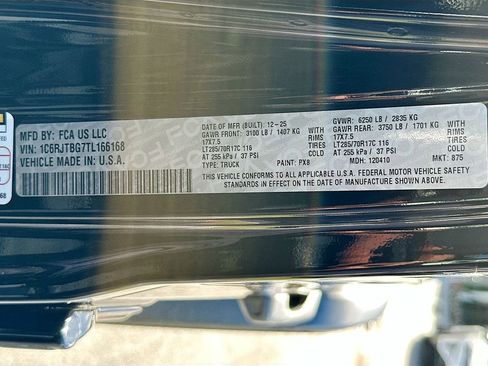 MFD BY: FCA US LLC
VIN: 1C6RJTBG7TL166168
VEHICLE MADE IN: U.S.A.
DATE OF MFR (BUILT): 12-25
GAWR FRONT: 3100 LB / 1407 KG WITH
17X7.5 RIMS
LT285/70R17C 116 TIRES
AT 255 kPa / 37 PSI COLD
TYPE: TRUCK PAINT: PX8
GVWR: 6250 LB / 2835 KG
GAWR REAR: 3750 LB / 1701 KG WITH
17X7.5 RIMS
LT285/70R17C 116 TIRES
AT 255 kPa / 37 PSI COLD
MDH: 120410 MKT: 875
THIS VEHICLE CONFORMS TO ALL APPLICABLE U.S.A. FEDERAL MOTOR VEHICLE SAFETY
STANDARDS IN EFFECT ON THE DATE OF MANUFACTURE SHOWN ABOVE.